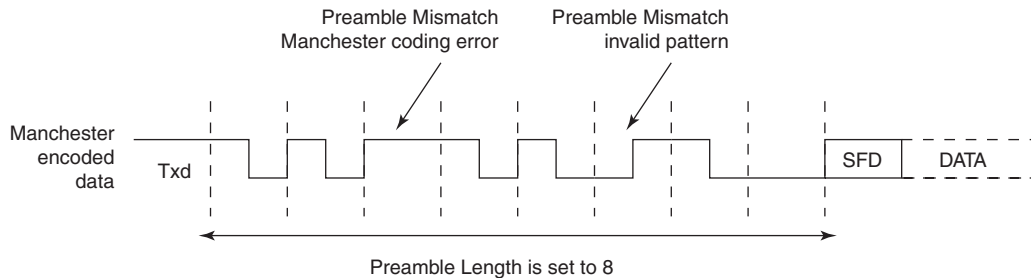 Preamble Mismatch
Manchester coding error
Preamble Mismatch
invalid pattern
Manchester
encoded
data
Txd
SFD
DATA
Preamble Length is set to 8